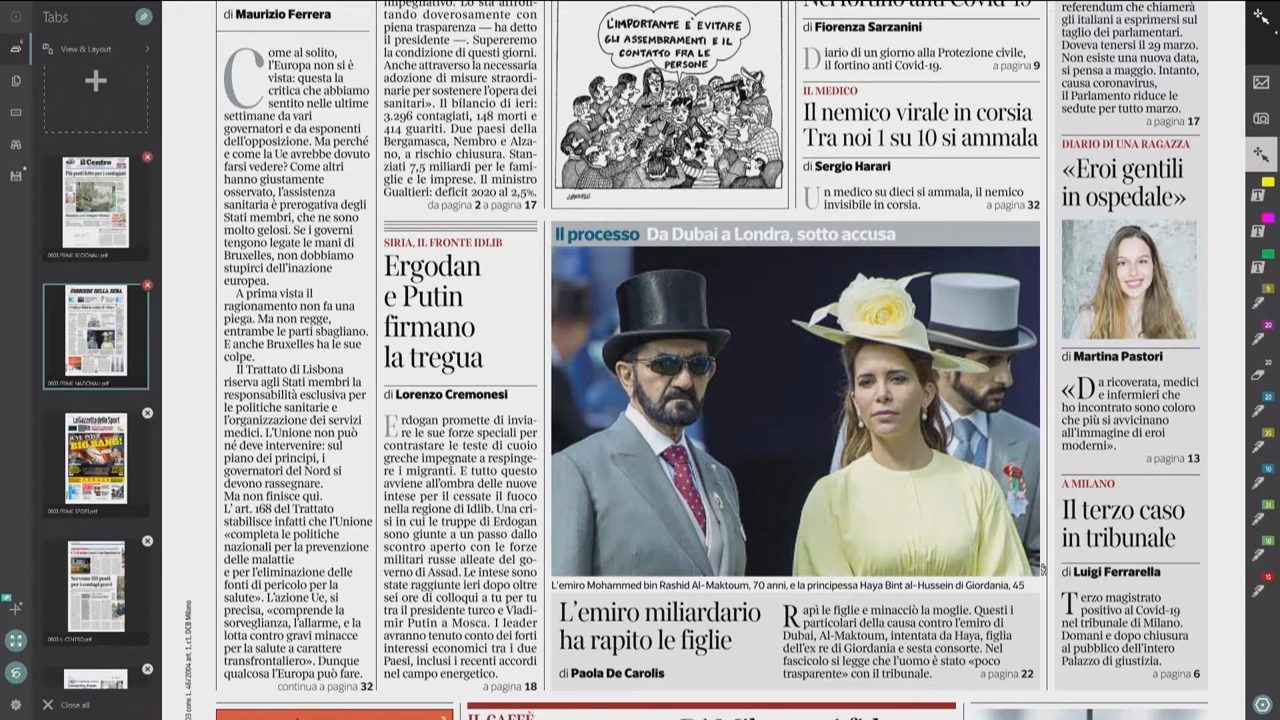 Tabs
View & Layout
0603 PRIME REGIONALI.pdf
0603 PRIME NAZIONALI.pdf
0603 PRIME SPORT.pdf
Close all
di Maurizio Ferrera
Come al solito,
l'Europa non si è
vista: questa la
critica che abbiamo
sentito nelle ultime
settimane da vari
governatori e da esponenti
dell'opposizione. Ma perché
e come la Ue avrebbe dovuto
farsi vedere? Come altri
hanno giustamente
osservato, l'assistenza
sanitaria è prerogativa degli
Stati membri, che ne sono
molto gelosi. Se i governi
tengono legate le mani di
Bruxelles, non dobbiamo
stupirci dell'inazione
europea.
A prima vista il
ragionamento non fa una
piega. Ma non regge,
entrambe le parti sbagliano.
E anche Bruxelles ha le sue
colpe.
Il Trattato di Lisbona
riserva agli Stati membri la
responsabilità esclusiva per
le politiche sanitarie e
l'organizzazione dei servizi
medici. L'Unione non può
né deve intervenire: sul
piano dei principi, i
governatori del Nord si
devono rassegnare.
Ma non finisce qui.
L' art. 168 del Trattato
stabilisce infatti che l'Unione
«completa le politiche
nazionali per la prevenzione
delle malattie
e per l'eliminazione delle
fonti di pericolo per la
salute». L'azione Ue, si
precisa, «comprende la
sorveglianza, l'allarme, e la
lotta contro gravi minacce
per la salute a carattere
transfrontaliero». Dunque
qualcosa l'Europa può fare.
continua a pagina 32
impegnativo. Lo sta affron-
tando doverosamente con
piena trasparenza — ha detto
il presidente —. Supereremo
la condizione di questi giorni.
Anche attraverso la necessaria
adozione di misure straordi-
narie per sostenere l'opera dei
sanitari». Il bilancio di ieri:
3.296 contagiati, 148 morti e
414 guariti. Due paesi della
Bergamasca, Nembro e Alza-
no, a rischio chiusura. Stan-
ziati 7,5 miliardi per le fami-
glie e le imprese. Il ministro
Gualtieri: deficit 2020 al 2,5%.
da pagina 2 a pagina 17
SIRIA, IL FRONTE IDLIB
Ergodan
e Putin
firmano
la tregua
di Lorenzo Cremonesi
Erdogan promette di invia-
re le sue forze speciali per
contrastare le teste di cuoio
greche impegnate a respinge-
re i migranti. E tutto questo
avviene all'ombra delle nuove
intese per il cessate il fuoco
nella regione di Idlib. Una cri-
si in cui le truppe di Erdogan
sono giunte a un passo dallo
scontro aperto con le forze
militari russe alleate del go-
verno di Assad. Le intese sono
state raggiunte ieri dopo oltre
sei ore di colloqui a tu per tu
tra il presidente turco e Vladi-
mir Putin a Mosca. I leader
avranno tenuto conto dei forti
interessi economici tra i due
Paesi, inclusi i recenti accordi
nel campo energetico.
a pagina 18
L'IMPORTANTE E' EVITARE
GLI ASSEMBRAMENTI E IL
CONTATTO FRA LE
PERSONE
di Fiorenza Sarzanini
Diario di un giorno alla Protezione civile,
il fortino anti Covid-19.
a pagina 9
IL MEDICO
Il nemico virale in corsia
Tra noi 1 su 10 si ammala
di Sergio Harari
Un medico su dieci si ammala, il nemico
invisibile in corsia.
a pagina 32
Il processo Da Dubai a Londra, sotto accusa
L'emiro Mohammed bin Rashid Al-Maktoum, 70 anni, e la principessa Haya Bint al-Hussein di Giordania, 45
L'emiro miliardario
ha rapito le figlie
di Paola De Carolis
Rapì le figlie e minacciò la moglie. Questi i
particolari della causa contro l'emiro di
Dubai, Al-Maktoum, intentata da Haya, figlia
dell'ex re di Giordania e sesta consorte. Nel
fascicolo si legge che l'uomo è stato «poco
trasparente» con il tribunale.
a pagina 22
referendum che chiamerà
gli italiani a esprimersi sul
taglio dei parlamentari.
Doveva tenersi il 29 marzo.
Non esiste una nuova data,
si pensa a maggio. Intanto,
causa coronavirus,
il Parlamento riduce le
sedute per tutto marzo.
a pagina 17
DIARIO DI UNA RAGAZZA
«Eroi gentili
in ospedale»
di Martina Pastori
«Da ricoverata, medici
e infermieri che
ho incontrato sono coloro
che più si avvicinano
all'immagine di eroi
moderni».
a pagina 13
A MILANO
Il terzo caso
in tribunale
di Luigi Ferrarella
Terzo magistrato
positivo al Covid-19
nel tribunale di Milano.
Domani e dopo chiusura
al pubblico dell'intero
Palazzo di giustizia.
a pagina 6